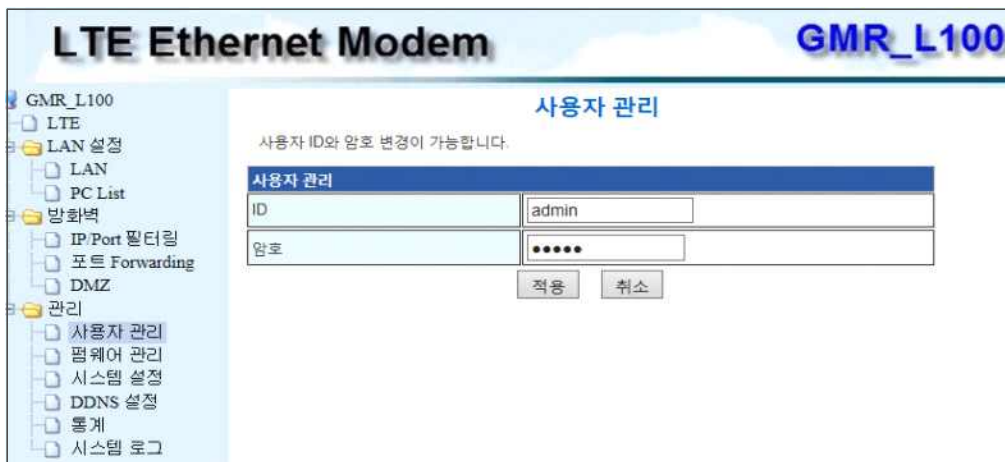 LTE Ethernet Modem
GMR_L100
GMR_L100
LTE
LAN 설정
LAN
PC List
방화벽
IP/Port 필터링
포트 Forwarding
DMZ
관리
사용자 관리
펌웨어 관리
시스템 설정
DDNS 설정
통계
시스템 로그
사용자 관리
사용자 ID와 암호 변경이 가능합니다.
사용자 관리
ID
admin
암호
●●●●●
적용
취소